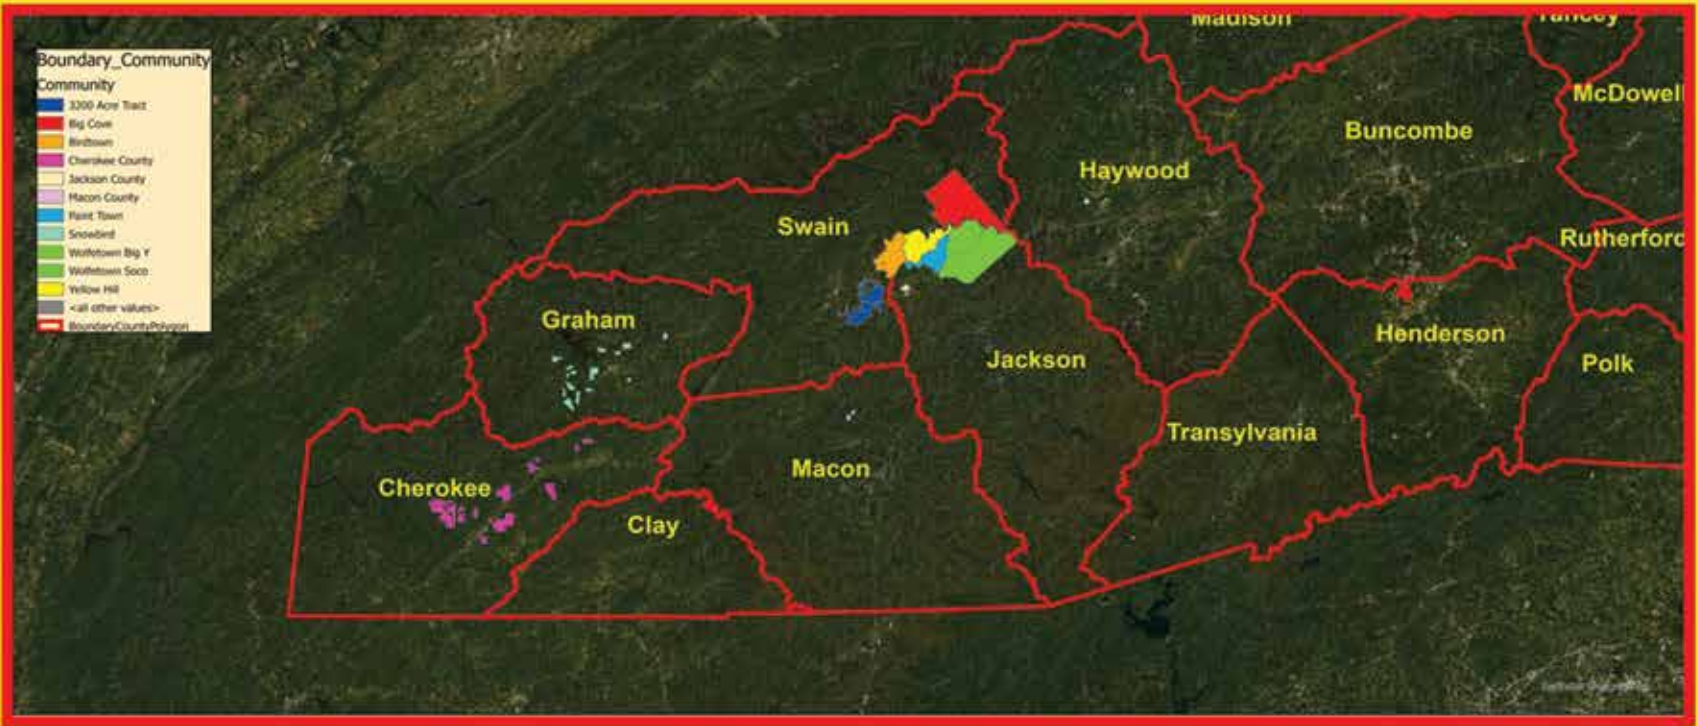 Madison
Yancey
Boundary_Community
Community
3200 Acre Tract
Big Cove
Birdtown
Cherokee County
Jackson County
Macon County
Paint Town
Snowbird
Wolfetown Big Y
Wolfetown Soco
Yellow Hill
<all other values>
BoundaryCountyPolygon
McDowell
Buncombe
Haywood
Swain
Rutherford
Graham
Henderson
Jackson
Polk
Transylvania
Macon
Cherokee
Clay